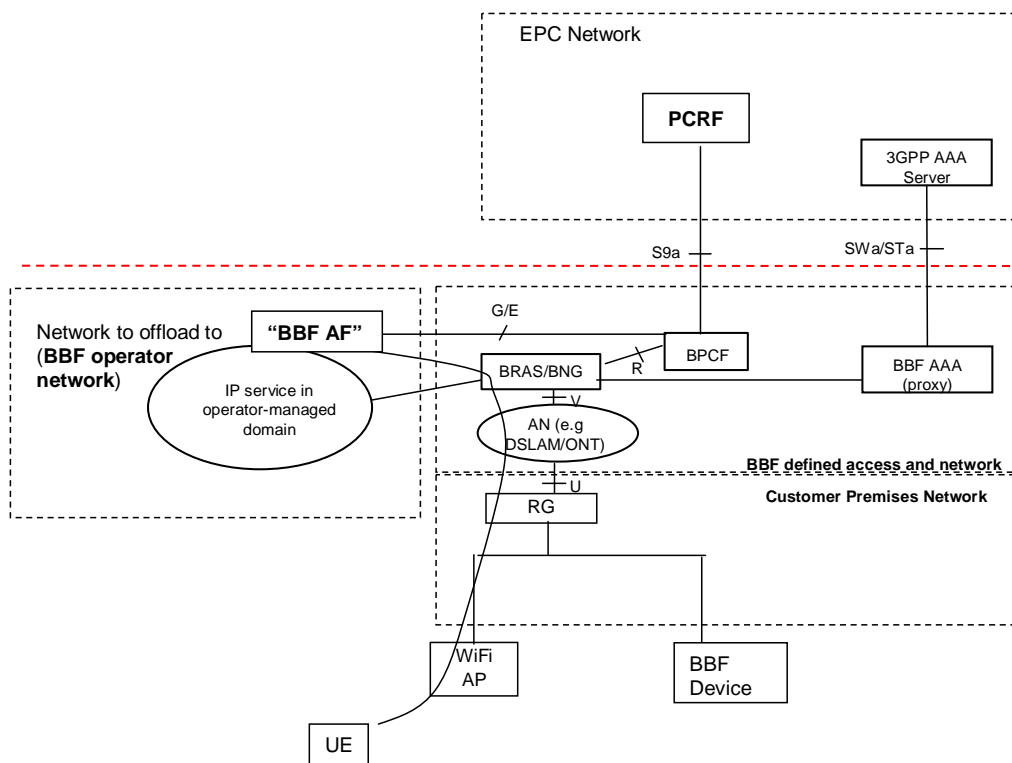 EPC Network
PCRF
3GPP AAA
Server
S9a
SWa/STa
Network to offload to
(BBF operator
network)
"BBF AF"
G/E
BPCF
R
BRAS/BNG
BBF AAA
(proxy)
IP service in
operator-managed
domain
V
AN (e.g
DSLAM/ONT)
BBF defined access and network
U
Customer Premises Network
RG
WiFi
AP
BBF
Device
UE